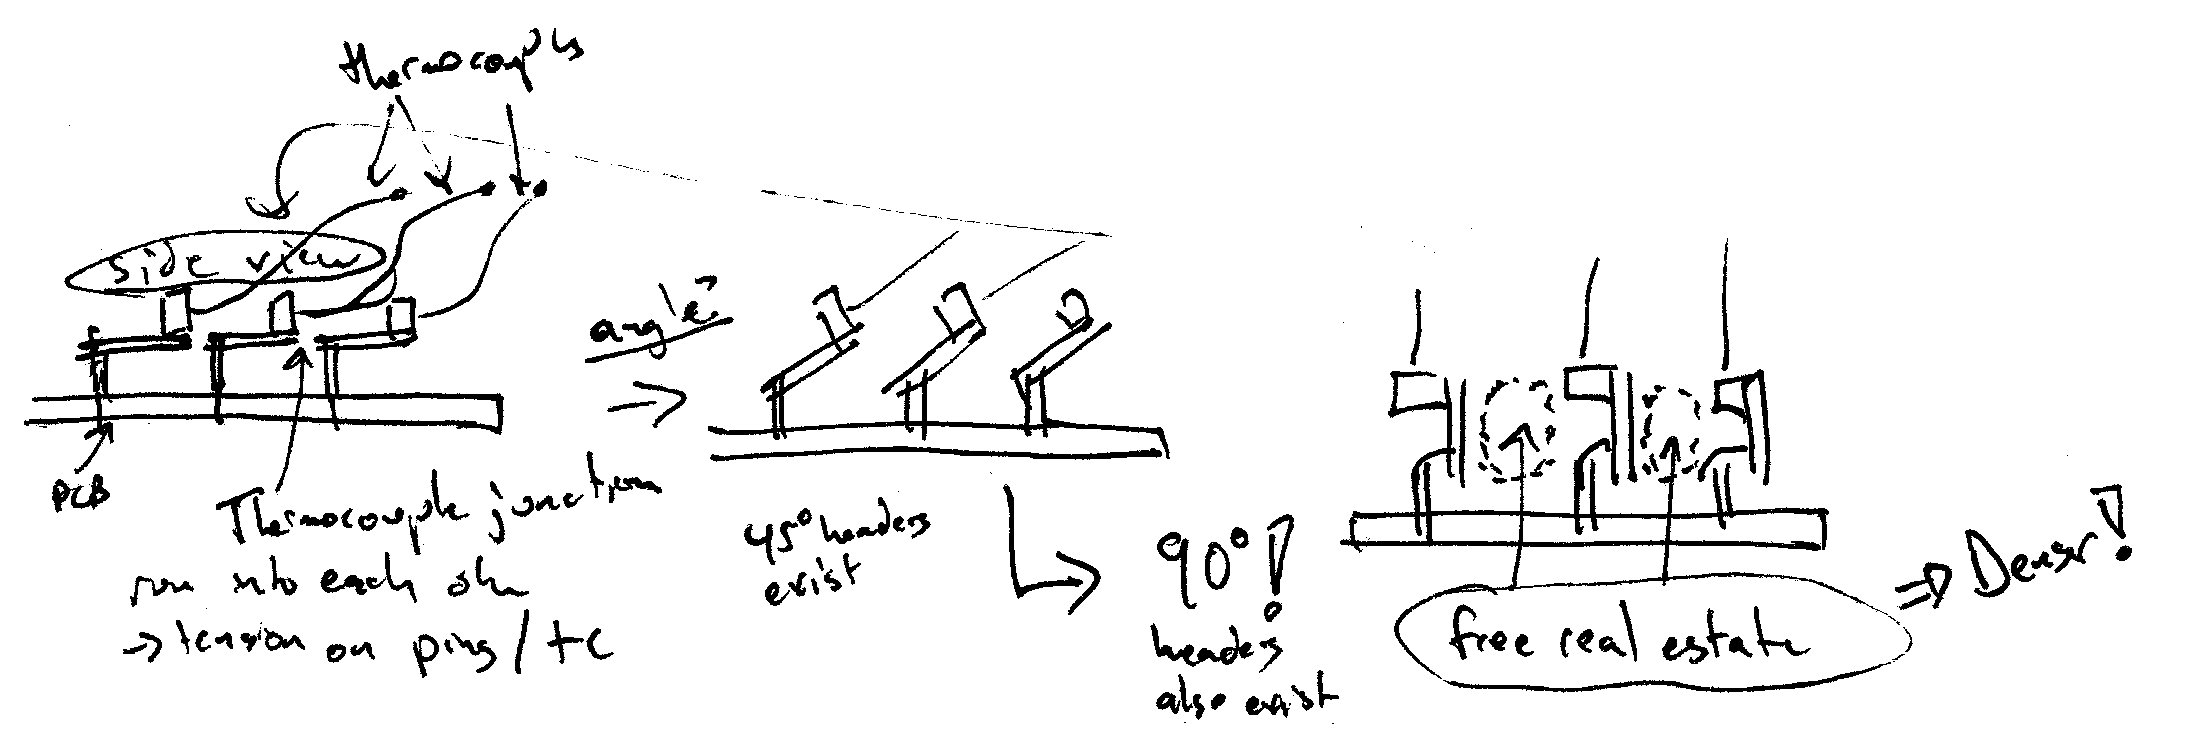 thermocouples
side view
PCB
Thermocouple junction
run into each other
→ tension on pins / tc
angle?
45° headers
exist
90°!
headers
also exist
free real estate
⇒ Denser!